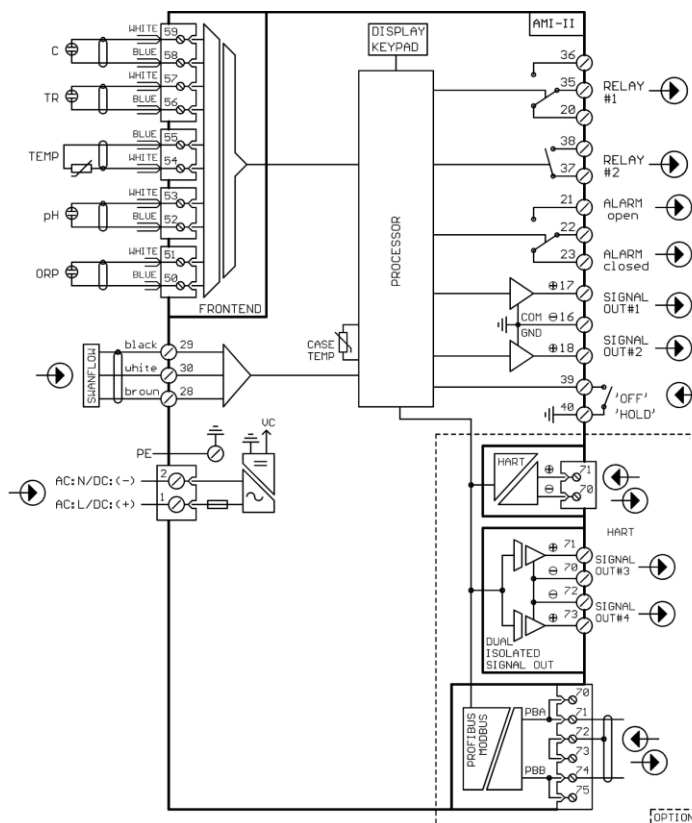 AMI-II
DISPLAY
KEYPAD
C
WHITE 59
BLUE 58
TR
WHITE 57
BLUE 56
TEMP
BLUE 55
WHITE 54
pH
WHITE 53
BLUE 52
ORP
WHITE 51
BLUE 50
FRONTEND
PROCESSOR
CASE
TEMP
36
35
20
RELAY
#1
38
37
RELAY
#2
21
ALARM
open
22
23
ALARM
closed
⊕17
SIGNAL
OUT#1
COM ⊖16
GND
⊕18
SIGNAL
OUT#2
39
40
'OFF'
'HOLD'
SWANFLOW
black 29
white 30
brown 28
PE
VC
AC:N/DC:(-) 2
AC:L/DC:(+) 1
HART
⊕ 71
⊖ 70
HART
⊕ 71
SIGNAL
OUT#3
⊖ 70
⊖ 72
SIGNAL
OUT#4
⊕ 73
DUAL
ISOLATED
SIGNAL OUT
PROFIBUS
MODBUS
PBA
PBB
70
71
72
73
74
75
OPTION